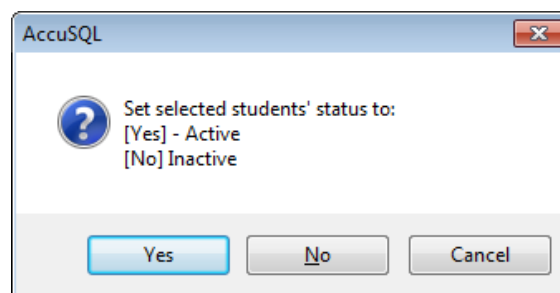 AccuSQL
Set selected students' status to:
[Yes] - Active
[No] Inactive
Yes
No
Cancel